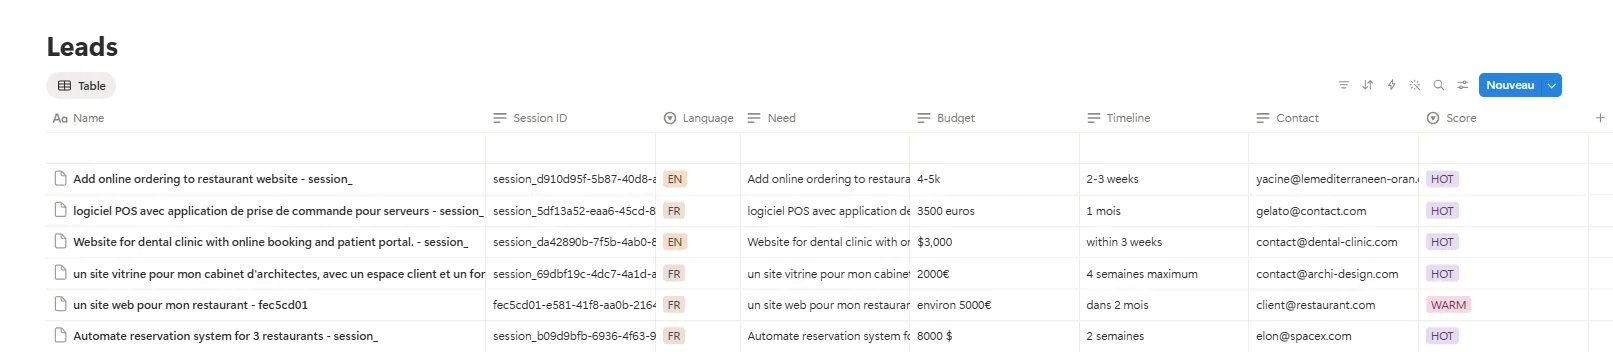 Leads
Table
Nouveau
Aa Name Session ID Language Need Budget Timeline Contact Score
Add online ordering to restaurant website - session_ session_d910d95f-5b87-40d8-a EN Add online ordering to restaura 4-5k 2-3 weeks yacine@lemediterraneen-oran. HOT
logiciel POS avec application de prise de commande pour serveurs - session_ session_5df13a52-eaa6-45cd-8 FR logiciel POS avec application de 3500 euros 1 mois gelato@contact.com HOT
Website for dental clinic with online booking and patient portal. - session_ session_da42890b-7f5b-4ab0-8 EN Website for dental clinic with or $3,000 within 3 weeks contact@dental-clinic.com HOT
un site vitrine pour mon cabinet d'architectes, avec un espace client et un for session_69dbf19c-4dc7-4a1d-a FR un site vitrine pour mon cabinet 2000€ 4 semaines maximum contact@archi-design.com HOT
un site web pour mon restaurant - fec5cd01 fec5cd01-e581-41f8-aa0b-2164 FR un site web pour mon restaurar environ 5000€ dans 2 mois client@restaurant.com WARM
Automate reservation system for 3 restaurants - session_ session_b09d9bfb-6936-4f63-9 FR Automate reservation system fo 8000 $ 2 semaines elon@spacex.com HOT